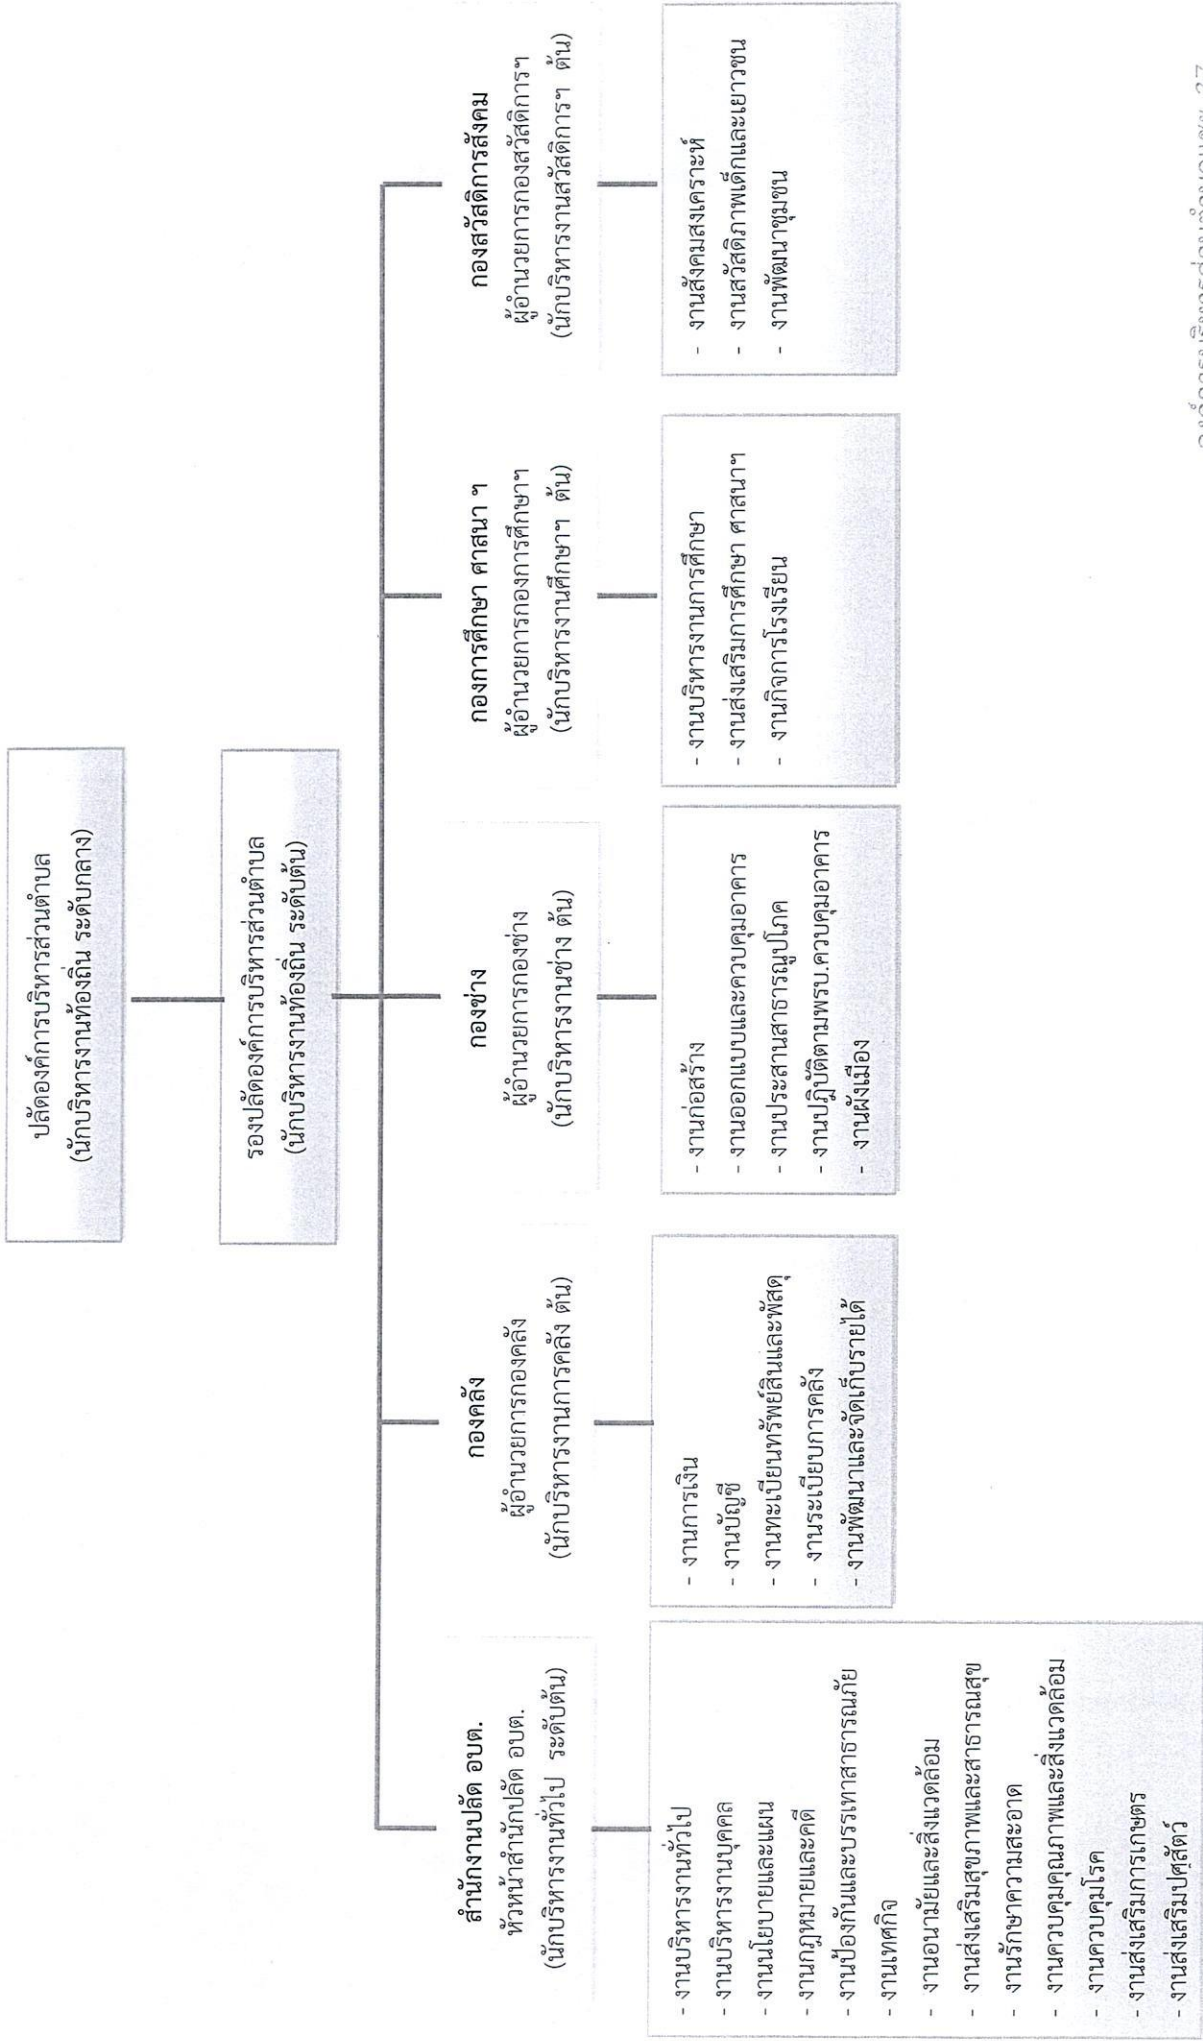 ปลัดองค์การบริหารส่วนตำบล
(นักบริหารงานท้องถิ่น ระดับกลาง)
รองปลัดองค์การบริหารส่วนตำบล
(นักบริหารงานท้องถิ่น ระดับต้น)
สำนักงานปลัด อบต.
หัวหน้าสำนักปลัด อบต.
(นักบริหารงานทั่วไป ระดับต้น)
- งานบริหารงานทั่วไป
- งานบริหารงานบุคคล
- งานนโยบายและแผน
- งานกฎหมายและคดี
- งานป้องกันและบรรเทาสาธารณภัย
- งานเทศกิจ
- งานอนามัยและสิ่งแวดล้อม
- งานส่งเสริมสุขภาพและสาธารณสุข
- งานรักษาความสะอาด
- งานควบคุมคุณภาพและสิ่งแวดล้อม
- งานควบคุมโรค
- งานส่งเสริมการเกษตร
- งานส่งเสริมปศุสัตว์
กองคลัง
ผู้อำนวยการกองคลัง
(นักบริหารงานการคลัง ต้น)
- งานการเงิน
- งานบัญชี
- งานทะเบียนทรัพย์สินและพัสดุ
- งานระเบียบการคลัง
- งานพัฒนาและจัดเก็บรายได้
กองช่าง
ผู้อำนวยการกองช่าง
(นักบริหารงานช่าง ต้น)
- งานก่อสร้าง
- งานออกแบบและควบคุมอาคาร
- งานประสานสาธารณูปโภค
- งานปฏิบัติตามพรบ.ควบคุมอาคาร
- งานผังเมือง
กองการศึกษา ศาสนา ฯ
ผู้อำนวยการกองการศึกษาฯ
(นักบริหารงานศึกษาฯ ต้น)
- งานบริหารงานการศึกษา
- งานส่งเสริมการศึกษา ศาสนาฯ
- งานกิจการโรงเรียน
กองสวัสดิการสังคม
ผู้อำนวยการกองสวัสดิการฯ
(นักบริหารงานสวัสดิการฯ ต้น)
- งานสังคมสงเคราะห์
- งานสวัสดิภาพเด็กและเยาวชน
- งานพัฒนาชุมชน